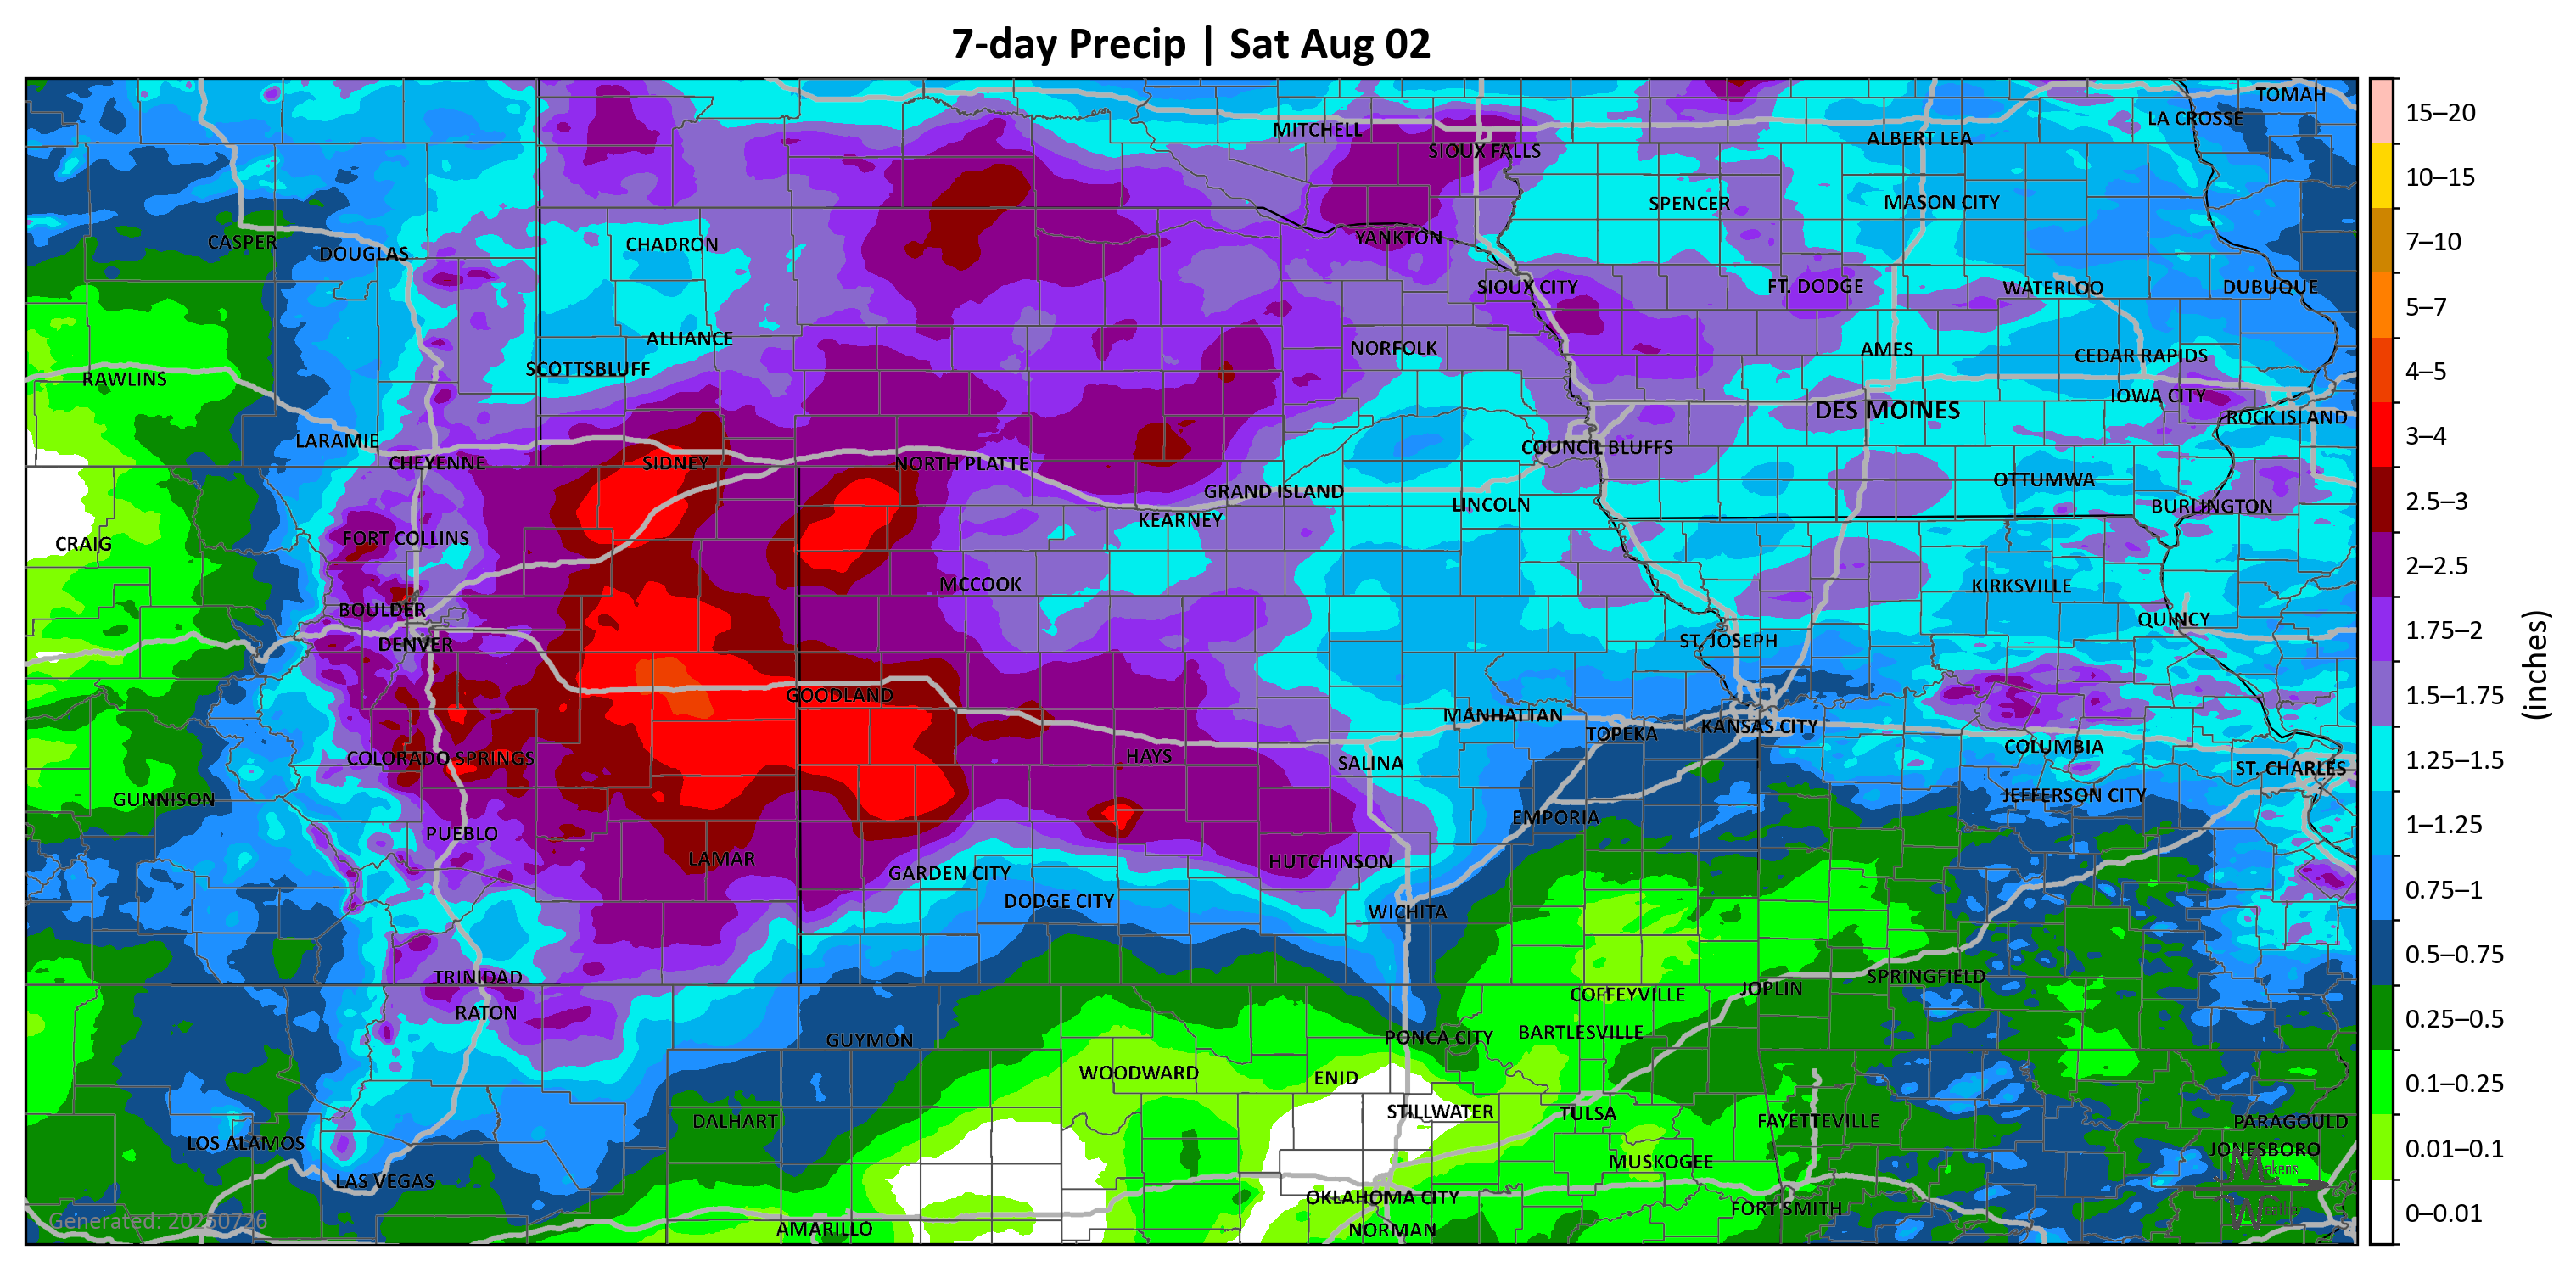 7-day Precip | Sat Aug 02
TOMAH
LA CROSSE
MITCHELL
ALBERT LEA
SIOUX FALLS
SPENCER
MASON CITY
YANKTON
CASPER
DOUGLAS
CHADRON
SIOUX CITY
FT. DODGE
WATERLOO
DUBUQUE
ALLIANCE
NORFOLK
AMES
CEDAR RAPIDS
SCOTTSBLUFF
RAWLINS
IOWA CITY
DES MOINES
ROCK ISLAND
LARAMIE
COUNCIL BLUFFS
CHEYENNE
SIDNEY
NORTH PLATTE
OTTUMWA
GRAND ISLAND
LINCOLN
BURLINGTON
KEARNEY
FORT COLLINS
CRAIG
MCCOOK
KIRKSVILLE
BOULDER
QUINCY
DENVER
ST. JOSEPH
GOODLAND
MANHATTAN
TOPEKA
KANSAS CITY
COLUMBIA
COLORADO SPRINGS
HAYS
SALINA
ST. CHARLES
GUNNISON
JEFFERSON CITY
EMPORIA
PUEBLO
LAMAR
HUTCHINSON
GARDEN CITY
DODGE CITY
WICHITA
TRINIDAD
SPRINGFIELD
JOPLIN
COFFEYVILLE
RATON
BARTLESVILLE
GUYMON
PONCA CITY
WOODWARD
ENID
STILLWATER
TULSA
DALHART
FAYETTEVILLE
PARAGOULD
LOS ALAMOS
JONESBORO
MUSKOGEE
LAS VEGAS
OKLAHOMA CITY
FORT SMITH
AMARILLO
NORMAN
Generated: 20250726
Makens
15–20
10–15
7–10
5–7
4–5
3–4
2.5–3
2–2.5
1.75–2
1.5–1.75
1.25–1.5
1–1.25
0.75–1
0.5–0.75
0.25–0.5
0.1–0.25
0.01–0.1
0–0.01
(inches)